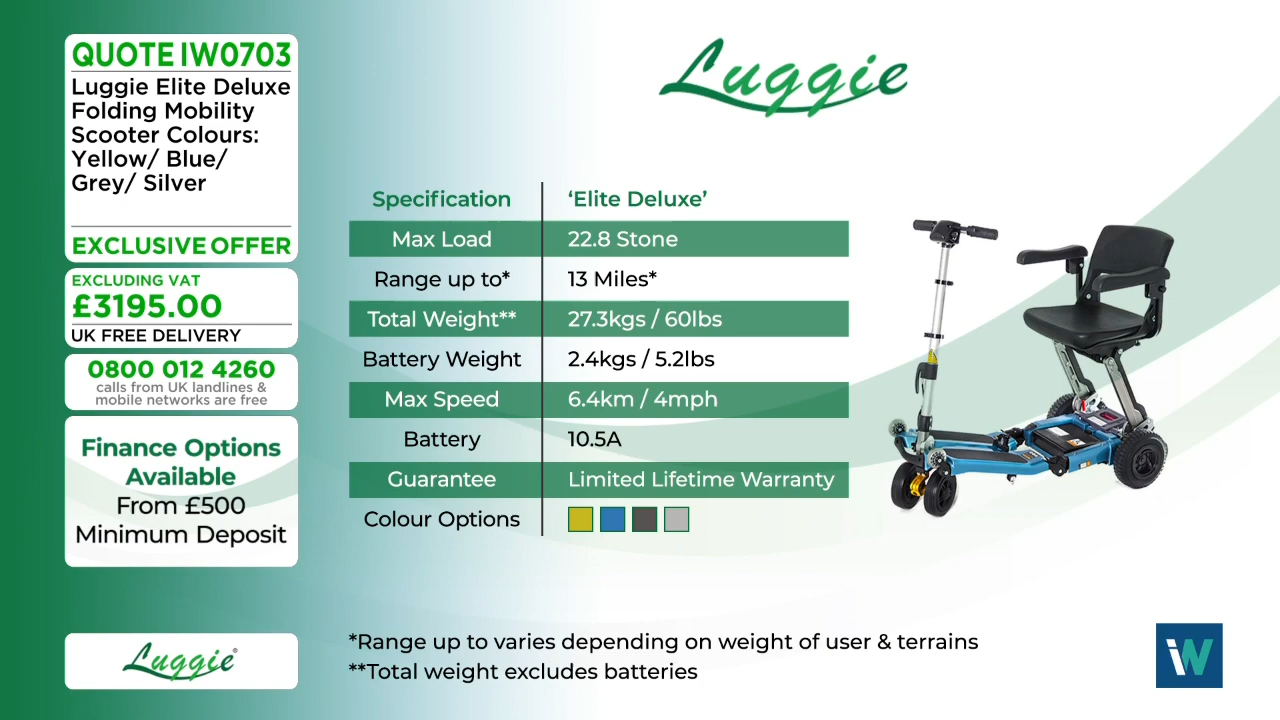 QUOTE IW0703
Luggie Elite Deluxe
Folding Mobility
Scooter Colours:
Yellow/ Blue/
Grey/ Silver
EXCLUSIVE OFFER
EXCLUDING VAT
£3195.00
UK FREE DELIVERY
0800 012 4260
calls from UK landlines &
mobile networks are free
Finance Options
Available
From £500
Minimum Deposit
Luggie®
Luggie
Specification ‘Elite Deluxe’
Max Load 22.8 Stone
Range up to* 13 Miles*
Total Weight** 27.3kgs / 60lbs
Battery Weight 2.4kgs / 5.2lbs
Max Speed 6.4km / 4mph
Battery 10.5A
Guarantee Limited Lifetime Warranty
Colour Options
*Range up to varies depending on weight of user & terrains
**Total weight excludes batteries
iW